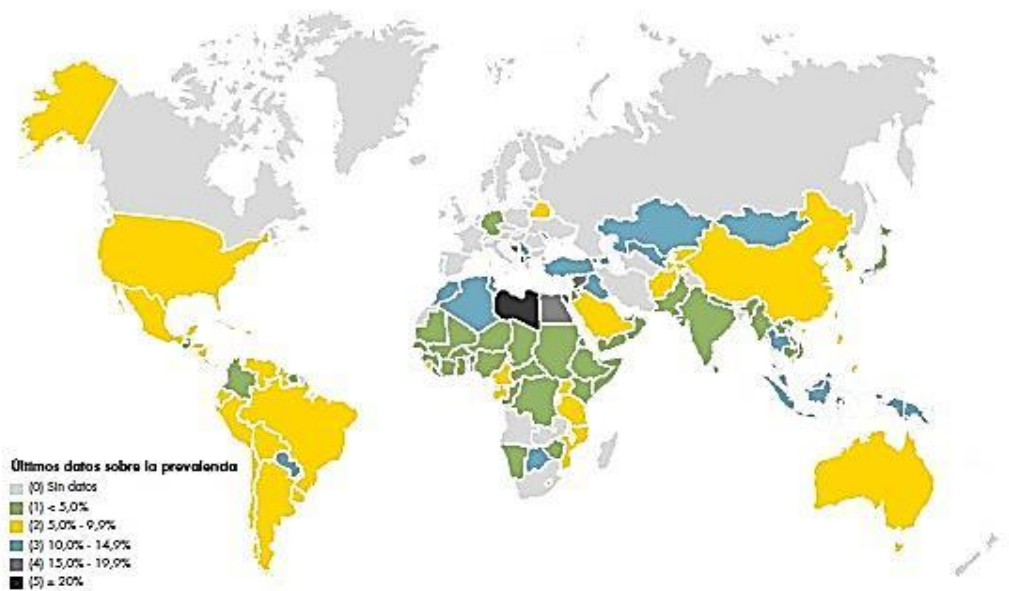 Últimos datos sobre la prevalencia
(0) Sin datos
(1) < 5,0%
(2) 5,0% - 9,9%
(3) 10,0% - 14,9%
(4) 15,0% - 19,9%
(5) ≥ 20%